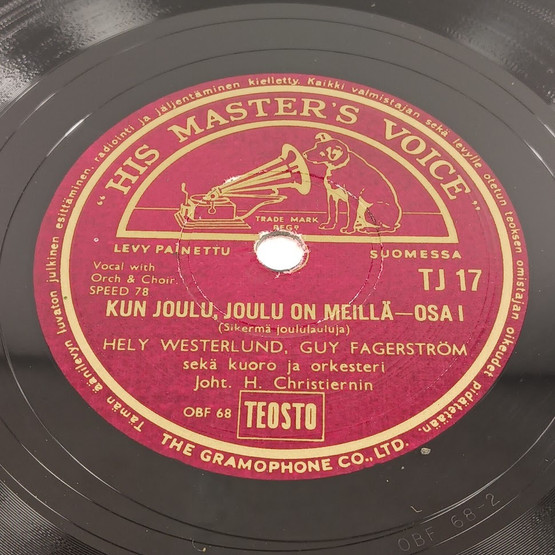 "HIS MASTER'S VOICE"
TRADE MARK
REGD
LEVY PAINETTU SUOMESSA
Vocal with
Orch & Choir.
SPEED 78
TJ 17
KUN JOULU, JOULU ON MEILLÄ—OSA I
(Sikermä joululauluja)
HELY WESTERLUND, GUY FAGERSTRÖM
sekä kuoro ja orkesteri
Joht. H. Christiernin
OBF 68 TEOSTO
THE GRAMOPHONE CO., LTD.
Tämän äänilevyn luvaton julkinen esittäminen, radiointi ja jäljentäminen kielletty. Kaikki valmistajan sekä levylle otetun teoksen omistajan oikeudet pidätetään.
OBF 68-2